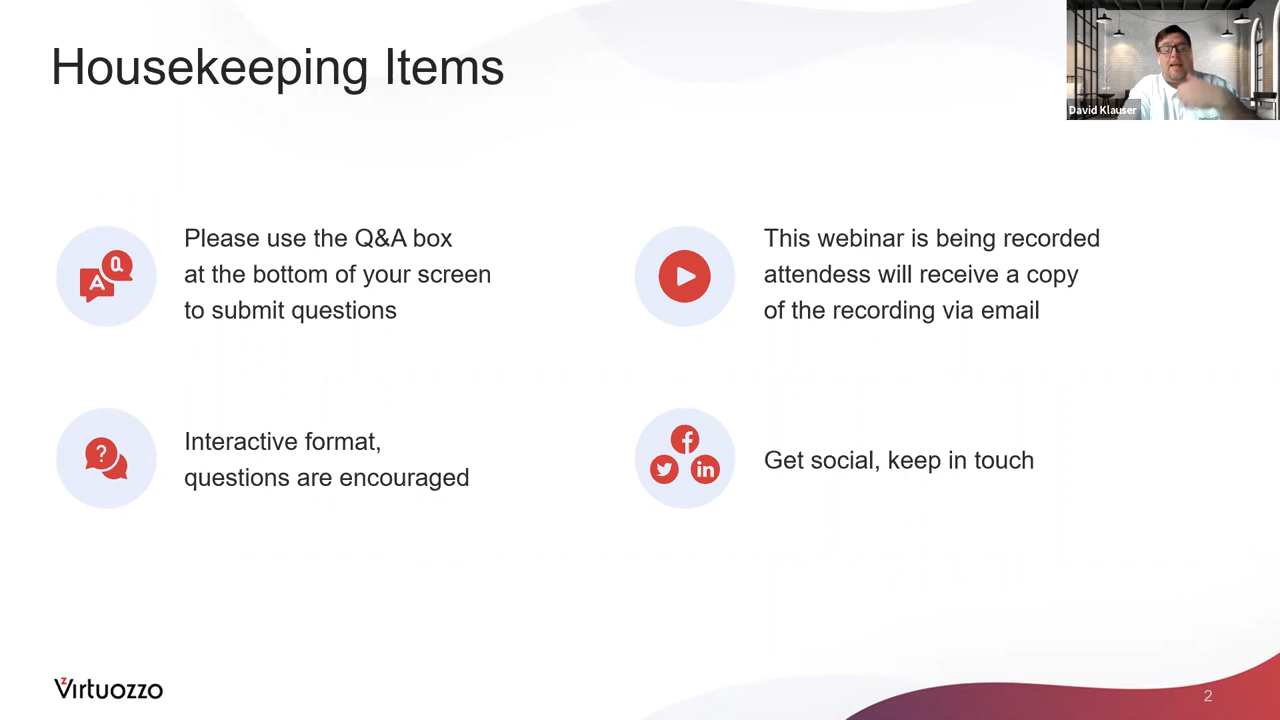 Housekeeping Items
David Klauser
Please use the Q&A box
at the bottom of your screen
to submit questions
This webinar is being recorded
attendess will receive a copy
of the recording via email
Interactive format,
questions are encouraged
Get social, keep in touch
Virtuozzo
2